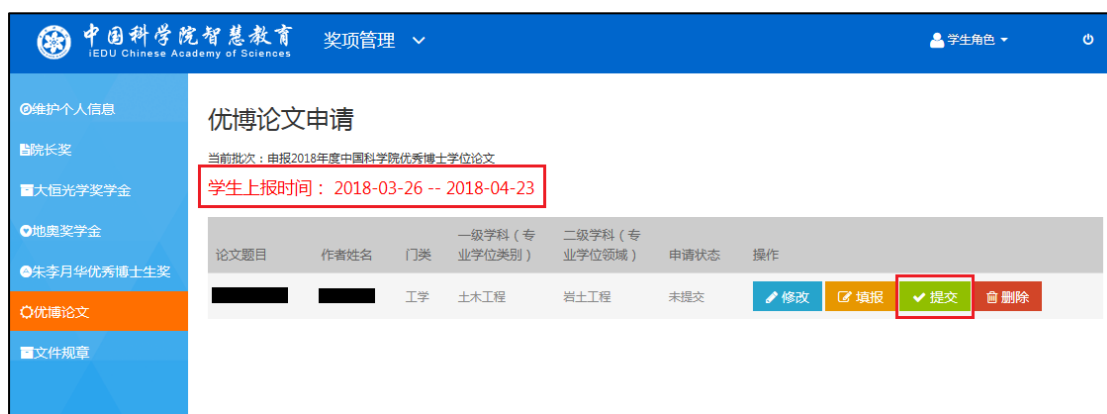 中国科学院智慧教育 奖项管理 学生角色
iEDU Chinese Academy of Sciences
维护个人信息
院长奖
大恒光学奖学金
地奥奖学金
朱李月华优秀博士生奖
优博论文
文件规章
优博论文申请
当前批次：申报2018年度中国科学院优秀博士学位论文
学生上报时间： 2018-03-26 -- 2018-04-23
论文题目 作者姓名 门类 一级学科（专业学位类别） 二级学科（专业学位领域） 申请状态 操作
工学 土木工程 岩土工程 未提交 修改 填报 提交 删除